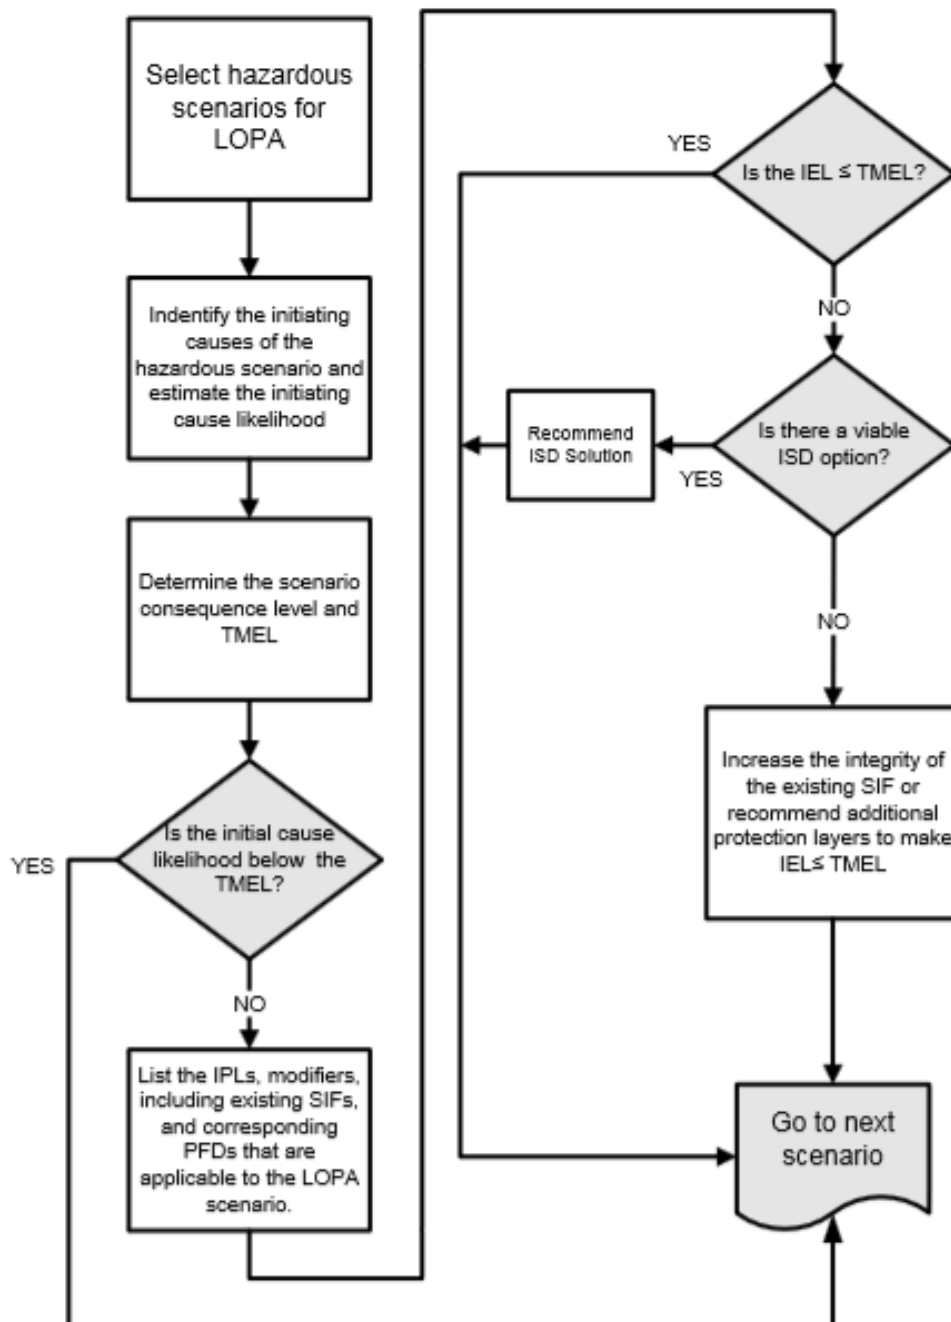 Select hazardous
scenarios for
LOPA
Indentify the initiating
causes of the
hazardous scenario and
estimate the initiating
cause likelihood
Determine the scenario
consequence level and
TMEL
Is the initial cause
likelihood below the
TMEL?
YES
NO
List the IPLs, modifiers,
including existing SIFs,
and corresponding
PFDs that are
applicable to the LOPA
scenario.
Is the IEL ≤ TMEL?
YES
NO
Is there a viable
ISD option?
YES
Recommend
ISD Solution
NO
Increase the integrity of
the existing SIF or
recommend additional
protection layers to make
IEL≤ TMEL
Go to next
scenario